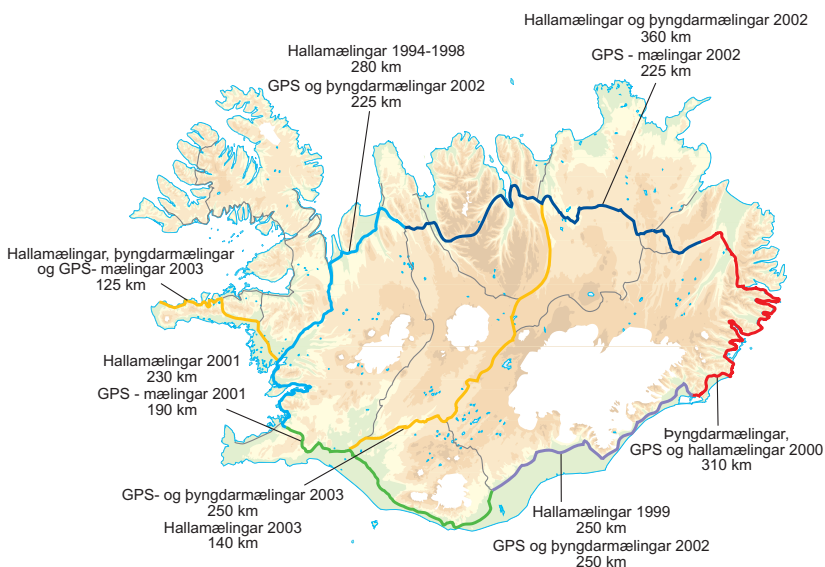 Hallamælingar og þyngdarmælingar 2002
360 km
GPS - mælingar 2002
225 km
Hallamælingar 1994-1998
280 km
GPS og þyngdarmælingar 2002
225 km
Hallamælingar, þyngdarmælingar
og GPS- mælingar 2003
125 km
Hallamælingar 2001
230 km
GPS - mælingar 2001
190 km
GPS- og þyngdarmælingar 2003
250 km
Hallamælingar 2003
140 km
Þyngdarmælingar,
GPS og hallamælingar 2000
310 km
Hallamælingar 1999
250 km
GPS og þyngdarmælingar 2002
250 km